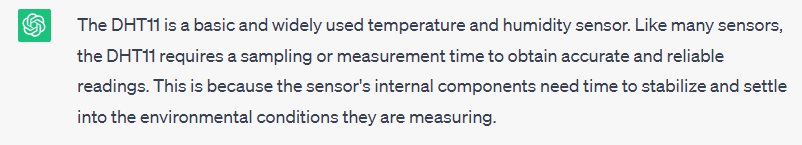 The DHT11 is a basic and widely used temperature and humidity sensor. Like many sensors,
the DHT11 requires a sampling or measurement time to obtain accurate and reliable
readings. This is because the sensor's internal components need time to stabilize and settle
into the environmental conditions they are measuring.